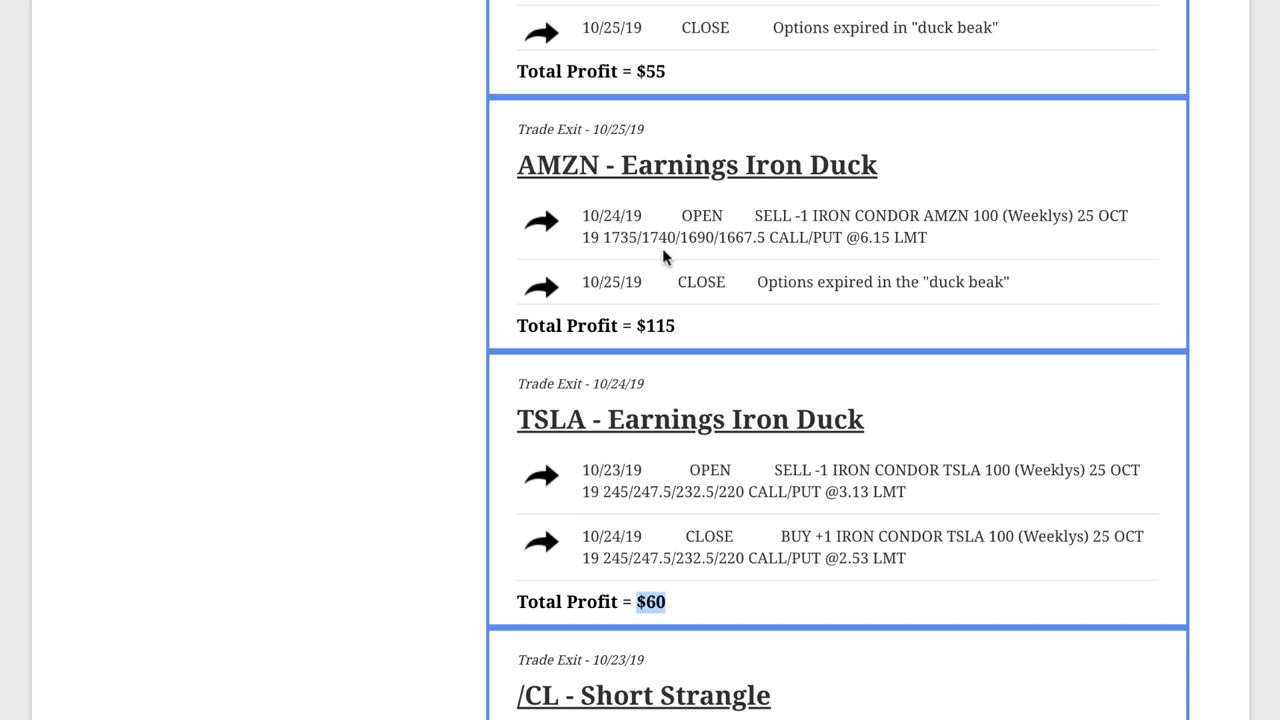 10/25/19 CLOSE Options expired in "duck beak"
Total Profit = $55
Trade Exit - 10/25/19
AMZN - Earnings Iron Duck
10/24/19 OPEN SELL -1 IRON CONDOR AMZN 100 (Weeklys) 25 OCT
19 1735/1740/1690/1667.5 CALL/PUT @6.15 LMT
10/25/19 CLOSE Options expired in the "duck beak"
Total Profit = $115
Trade Exit - 10/24/19
TSLA - Earnings Iron Duck
10/23/19 OPEN SELL -1 IRON CONDOR TSLA 100 (Weeklys) 25 OCT
19 245/247.5/232.5/220 CALL/PUT @3.13 LMT
10/24/19 CLOSE BUY +1 IRON CONDOR TSLA 100 (Weeklys) 25 OCT
19 245/247.5/232.5/220 CALL/PUT @2.53 LMT
Total Profit = $60
Trade Exit - 10/23/19
/CL - Short Strangle